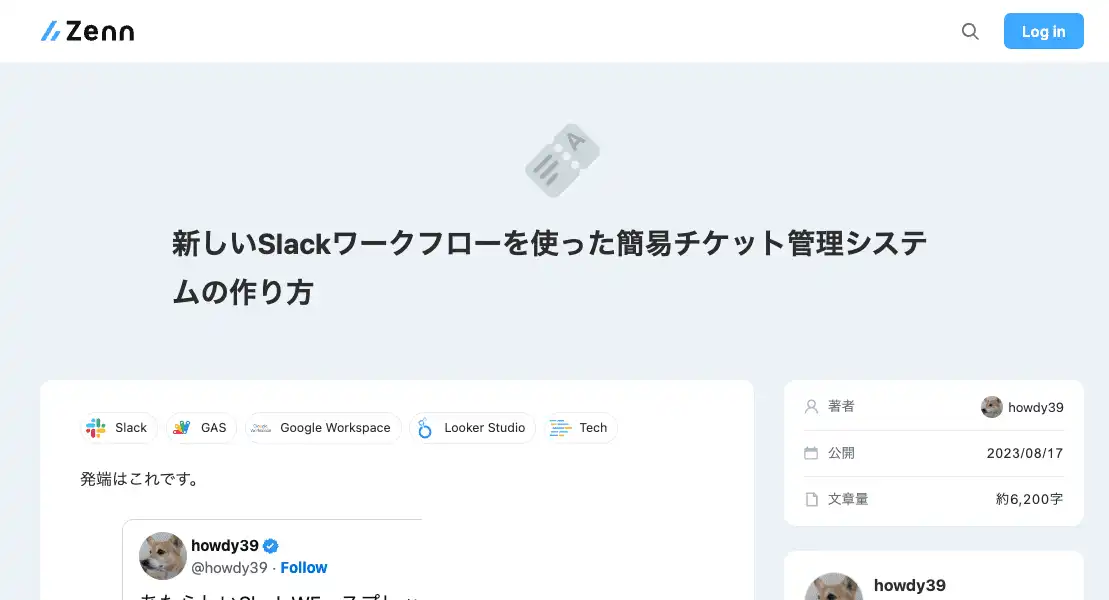 Zenn
Log in
新しいSlackワークフローを使った簡易チケット管理システ
ムの作り方
Slack
GAS
Google Workspace
Looker Studio
Tech
発端はこれです。
howdy39
@howdy39 · Follow
著者
howdy39
公開
2023/08/17
文章量
約6,200字
howdy39